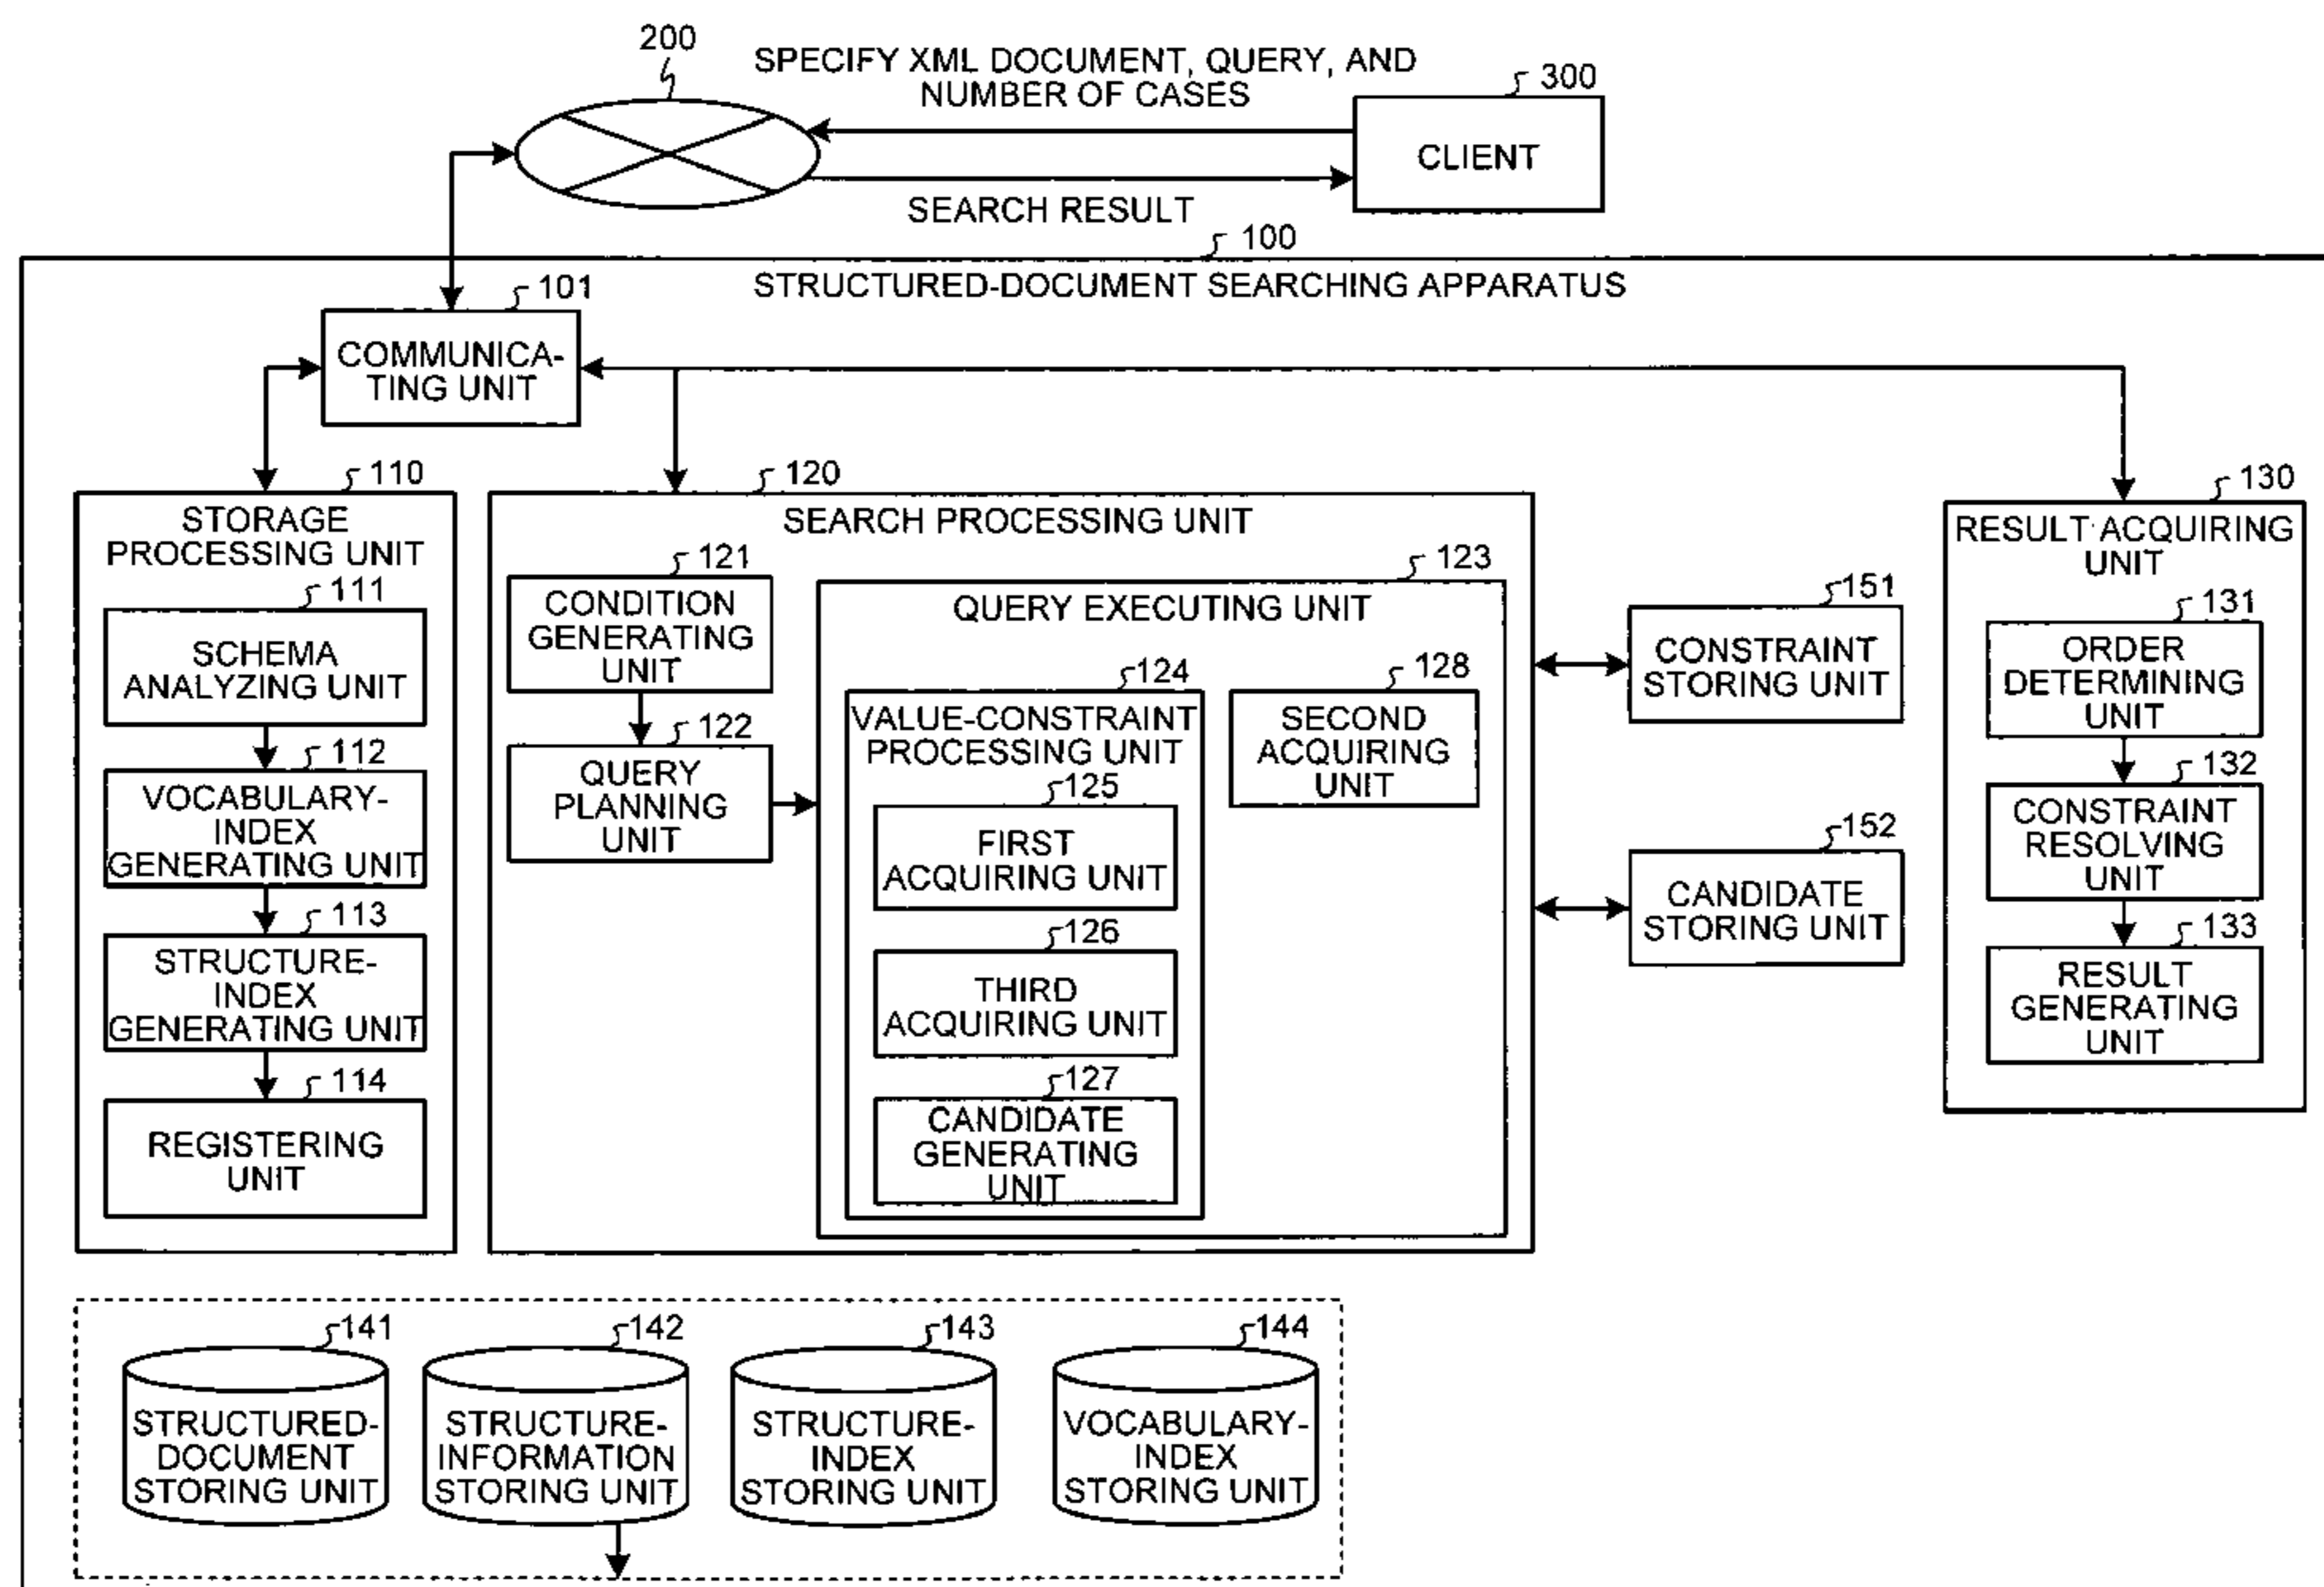 200
SPECIFY XML DOCUMENT, QUERY, AND
NUMBER OF CASES
300
CLIENT
SEARCH RESULT
100
STRUCTURED-DOCUMENT SEARCHING APPARATUS
101
COMMUNICA-
TING UNIT
110
STORAGE
PROCESSING UNIT
111
SCHEMA
ANALYZING UNIT
112
VOCABULARY-
INDEX
GENERATING UNIT
113
STRUCTURE-
INDEX
GENERATING UNIT
114
REGISTERING
UNIT
120
SEARCH PROCESSING UNIT
121
CONDITION
GENERATING
UNIT
122
QUERY
PLANNING
UNIT
123
QUERY EXECUTING UNIT
124
VALUE-CONSTRAINT
PROCESSING UNIT
125
FIRST
ACQUIRING UNIT
126
THIRD
ACQUIRING UNIT
127
CANDIDATE
GENERATING
UNIT
128
SECOND
ACQUIRING
UNIT
151
CONSTRAINT
STORING UNIT
152
CANDIDATE
STORING UNIT
130
RESULT ACQUIRING
UNIT
131
ORDER
DETERMINING
UNIT
132
CONSTRAINT
RESOLVING
UNIT
133
RESULT
GENERATING
UNIT
141
STRUCTURED-
DOCUMENT
STORING UNIT
142
STRUCTURE-
INFORMATION
STORING UNIT
143
STRUCTURE-
INDEX
STORING UNIT
144
VOCABULARY-
INDEX
STORING UNIT